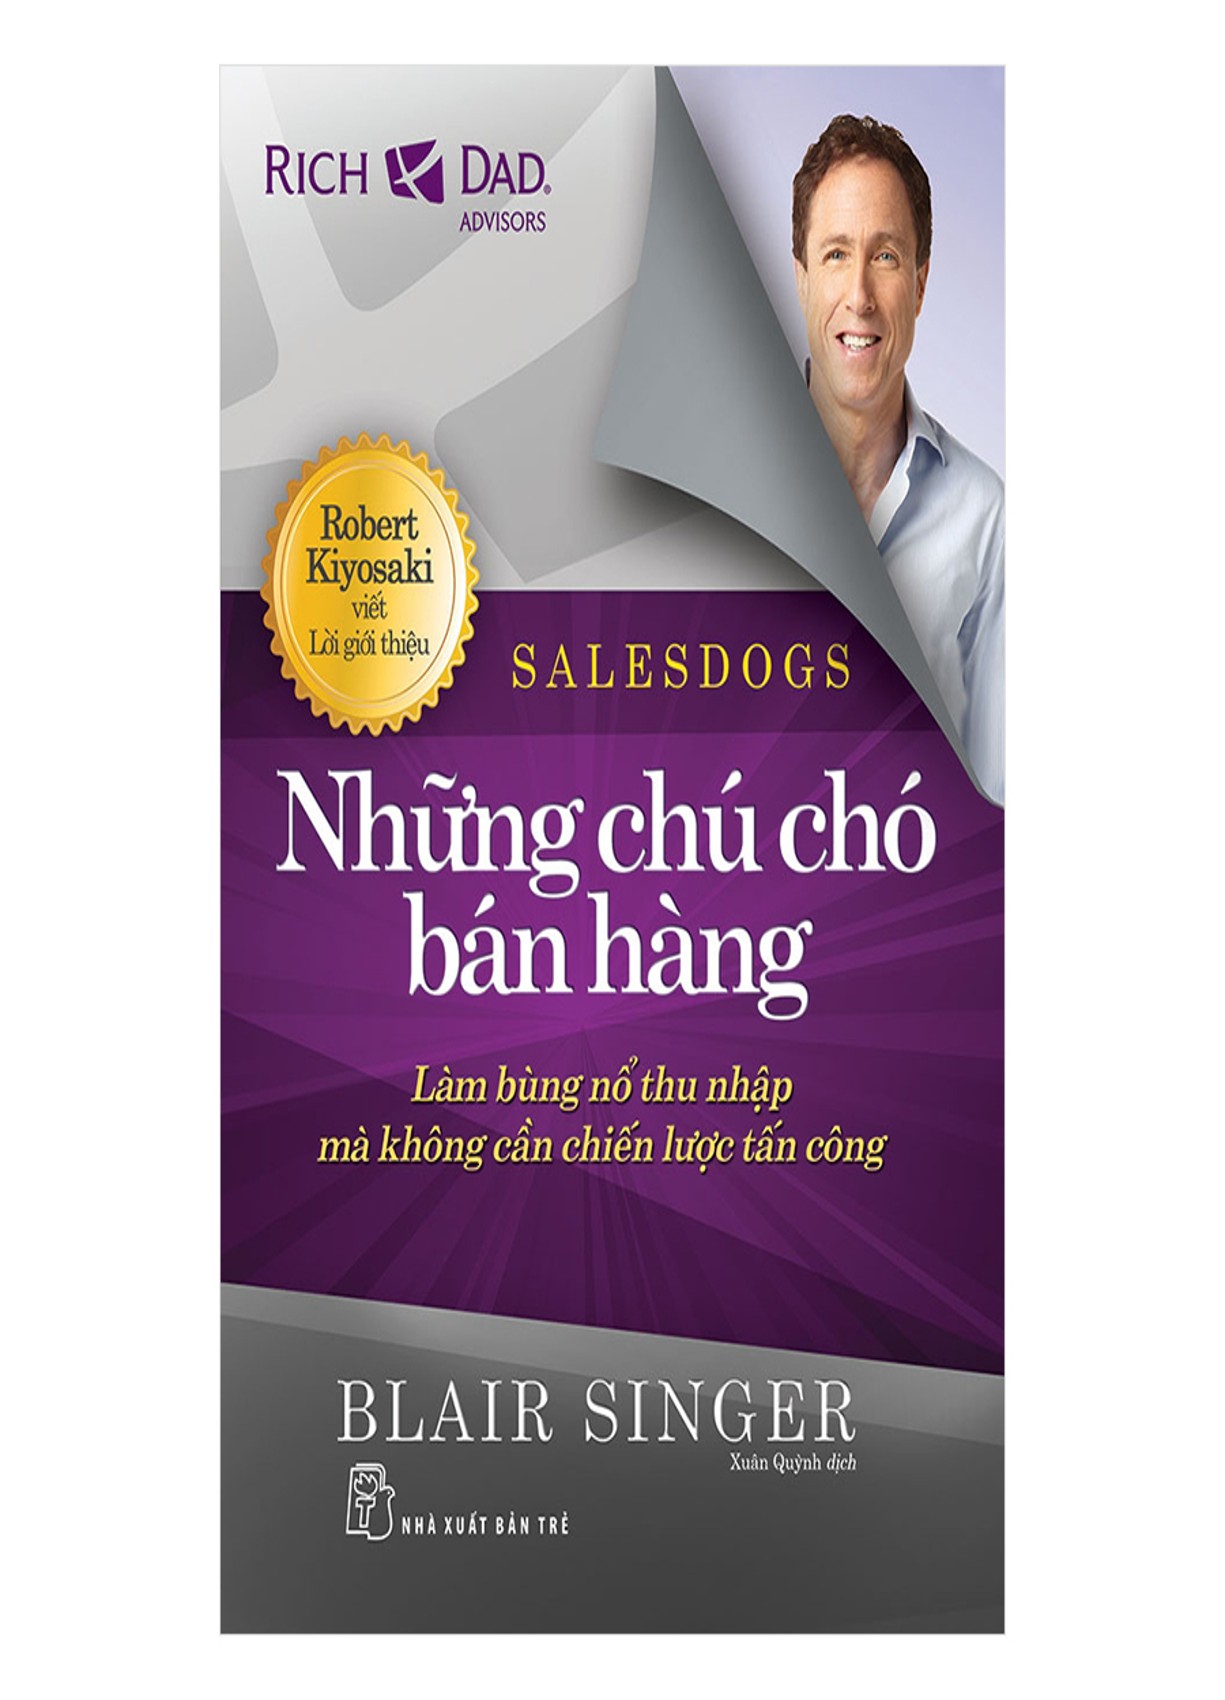 RICH DAD®
ADVISORS
Robert
Kiyosaki
viết
Lời giới thiệu
SALESDOGS
Những chú chó
bán hàng
Làm bùng nổ thu nhập
mà không cần chiến lược tấn công
BLAIR SINGER
Xuân Quỳnh dịch
T
NHÀ XUẤT BẢN TRẺ